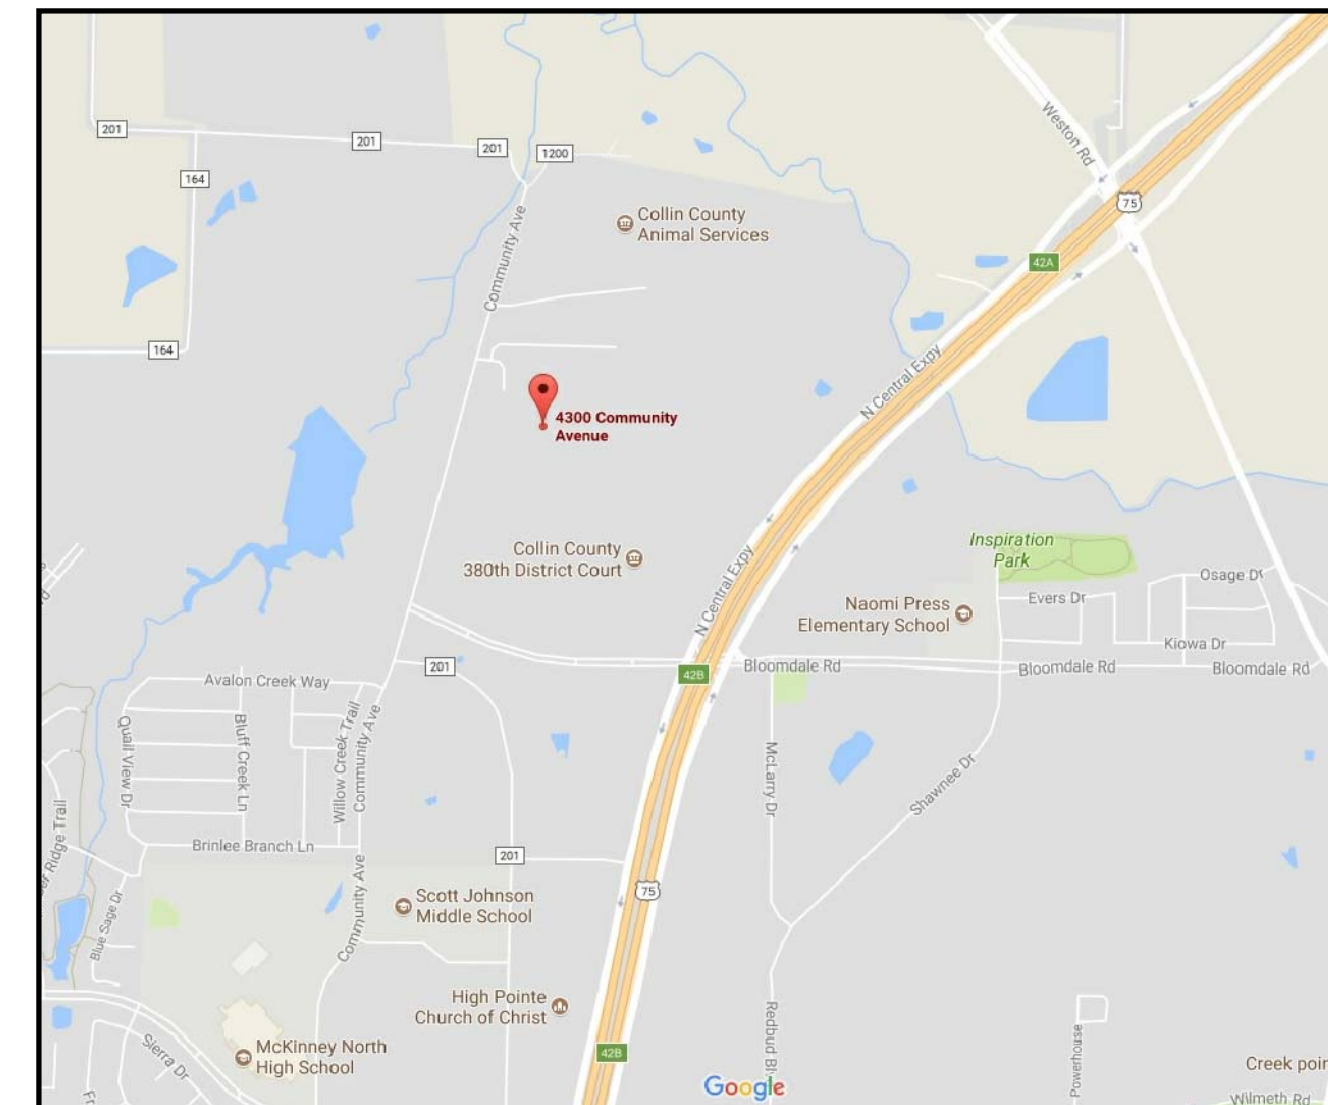 Weston Rd
201
201
201
1200
164
75
Collin County
Animal Services
Community Ave
42A
164
N Central Expy
4300 Community
Avenue
Inspiration
Park
Collin County
380th District Court
N Central Expy
Osage Dr
Evers Dr
Naomi Press
Elementary School
Kiowa Dr
201
42B
Bloomdale Rd
Bloomdale Rd
Bloomdale Rd
Avalon Creek Way
Quail View Dr
Bluff Creek Ln
Willow Creek Trail
Community Ave
McLarry Dr
Shawnee Dr
Ridge Trail
Brinlee Branch Ln
201
75
Scott Johnson
Middle School
Blue Sage Dr
Community Ave
High Pointe
Church of Christ
Redbud
Powerhouse
Sierra Dr
McKinney North
High School
42B
Google
Creek
Wilmeth Rd